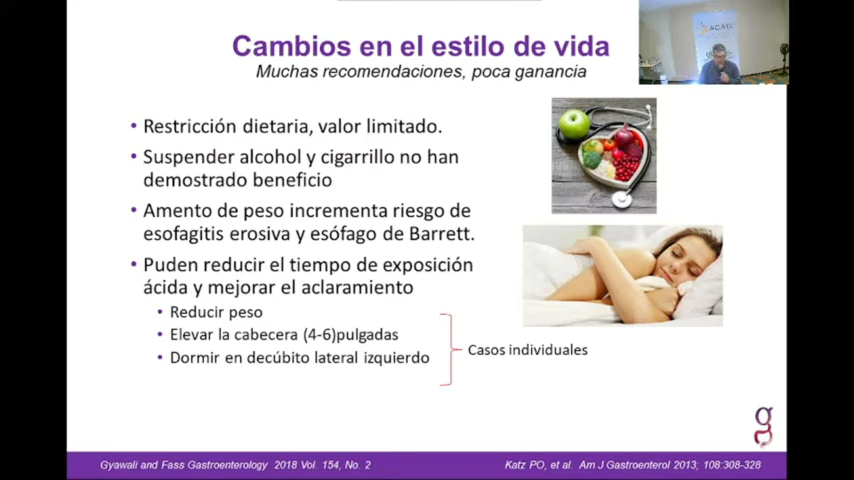 Cambios en el estilo de vida
Muchas recomendaciones, poca ganancia
• Restricción dietaria, valor limitado.
• Suspender alcohol y cigarrillo no han
demostrado beneficio
• Amento de peso incrementa riesgo de
esofagitis erosiva y esófago de Barrett.
• Puden reducir el tiempo de exposición
ácida y mejorar el aclaramiento
• Reducir peso
• Elevar la cabecera (4-6)pulgadas
• Dormir en decúbito lateral izquierdo
Casos individuales
Gyawali and Fass Gastroenterology 2018 Vol. 154, No. 2
Katz PO, et al. Am J Gastroenterol 2013; 108:308-328